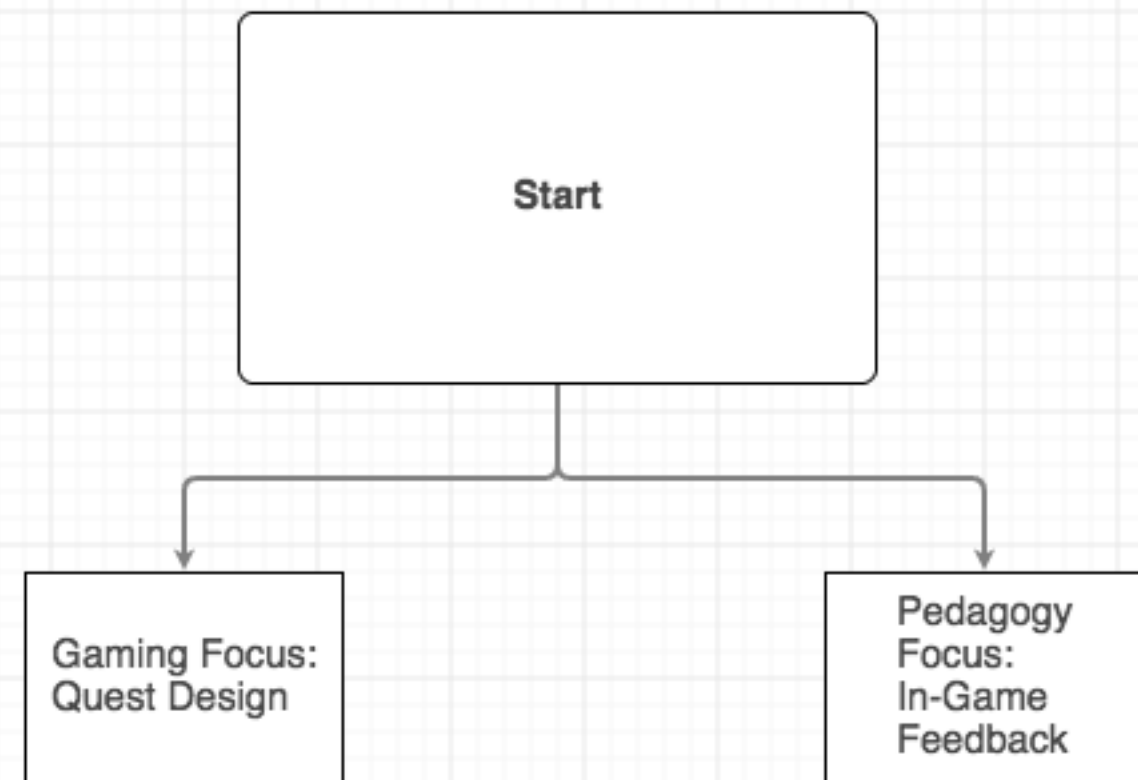 Start
Gaming Focus:
Quest Design
Pedagogy
Focus:
In-Game
Feedback